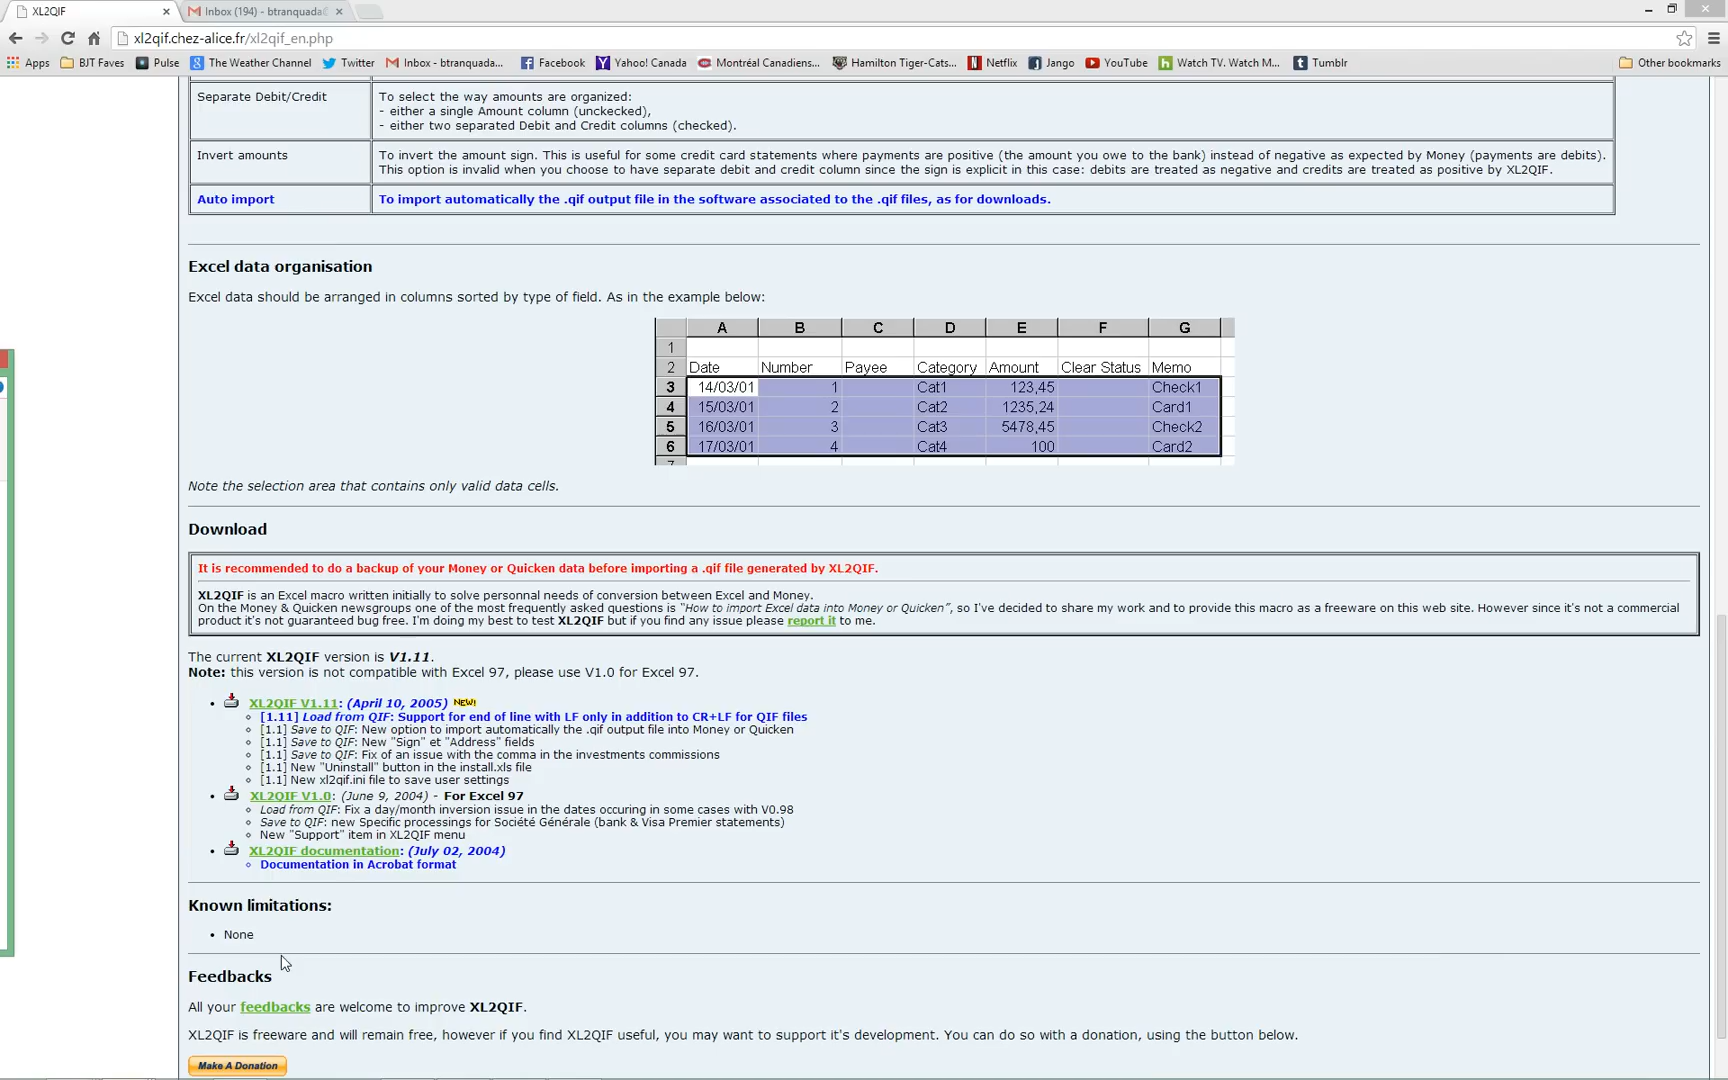 XL2QIF
Inbox (194) - btranquada
xl2qif.chez-alice.fr/xl2qif_en.php
Apps BJT Faves Pulse The Weather Channel Twitter Inbox - btranquada... Facebook Yahoo! Canada Montréal Canadiens... Hamilton Tiger-Cats... Netflix Jango YouTube Watch TV. Watch M... Tumblr Other bookmarks
Separate Debit/Credit
To select the way amounts are organized:
- either a single Amount column (unckecked),
- either two separated Debit and Credit columns (checked).
Invert amounts
To invert the amount sign. This is useful for some credit card statements where payments are positive (the amount you owe to the bank) instead of negative as expected by Money (payments are debits).
This option is invalid when you choose to have separate debit and credit column since the sign is explicit in this case: debits are treated as negative and credits are treated as positive by XL2QIF.
Auto import
To import automatically the .qif output file in the software associated to the .qif files, as for downloads.
Excel data organisation
Excel data should be arranged in columns sorted by type of field. As in the example below:
A B C D E F G
1
2 Date Number Payee Category Amount Clear Status Memo
3 14/03/01 1 Cat1 123,45 Check1
4 15/03/01 2 Cat2 1235,24 Card1
5 16/03/01 3 Cat3 5478,45 Check2
6 17/03/01 4 Cat4 100 Card2
Note the selection area that contains only valid data cells.
Download
It is recommended to do a backup of your Money or Quicken data before importing a .qif file generated by XL2QIF.
XL2QIF is an Excel macro written initially to solve personnal needs of conversion between Excel and Money.
On the Money & Quicken newsgroups one of the most frequently asked questions is "How to import Excel data into Money or Quicken", so I've decided to share my work and to provide this macro as a freeware on this web site. However since it's not a commercial
product it's not guaranteed bug free. I'm doing my best to test XL2QIF but if you find any issue please report it to me.
The current XL2QIF version is V1.11.
Note: this version is not compatible with Excel 97, please use V1.0 for Excel 97.
• XL2QIF V1.11: (April 10, 2005) NEW!
◦ [1.11] Load from QIF: Support for end of line with LF only in addition to CR+LF for QIF files
◦ [1.1] Save to QIF: New option to import automatically the .qif output file into Money or Quicken
◦ [1.1] Save to QIF: New "Sign" et "Address" fields
◦ [1.1] Save to QIF: Fix of an issue with the comma in the investments commissions
◦ [1.1] New "Uninstall" button in the install.xls file
◦ [1.1] New xl2qif.ini file to save user settings
• XL2QIF V1.0: (June 9, 2004) - For Excel 97
◦ Load from QIF: Fix a day/month inversion issue in the dates occuring in some cases with V0.98
◦ Save to QIF: new Specific processings for Société Générale (bank & Visa Premier statements)
◦ New "Support" item in XL2QIF menu
• XL2QIF documentation: (July 02, 2004)
◦ Documentation in Acrobat format
Known limitations:
• None
Feedbacks
All your feedbacks are welcome to improve XL2QIF.
XL2QIF is freeware and will remain free, however if you find XL2QIF useful, you may want to support it's development. You can do so with a donation, using the button below.
Make A Donation